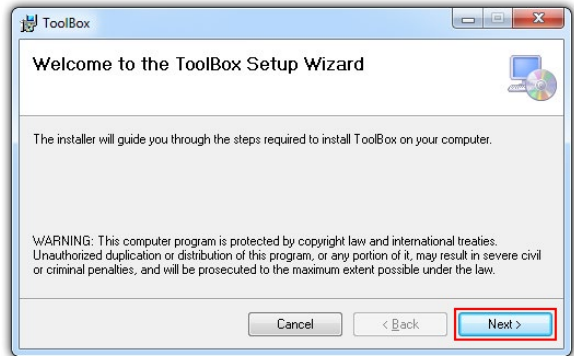 ToolBox
Welcome to the ToolBox Setup Wizard
The installer will guide you through the steps required to install ToolBox on your computer.
WARNING: This computer program is protected by copyright law and international treaties.
Unauthorized duplication or distribution of this program, or any portion of it, may result in severe civil
or criminal penalties, and will be prosecuted to the maximum extent possible under the law.
Cancel
< Back
Next >